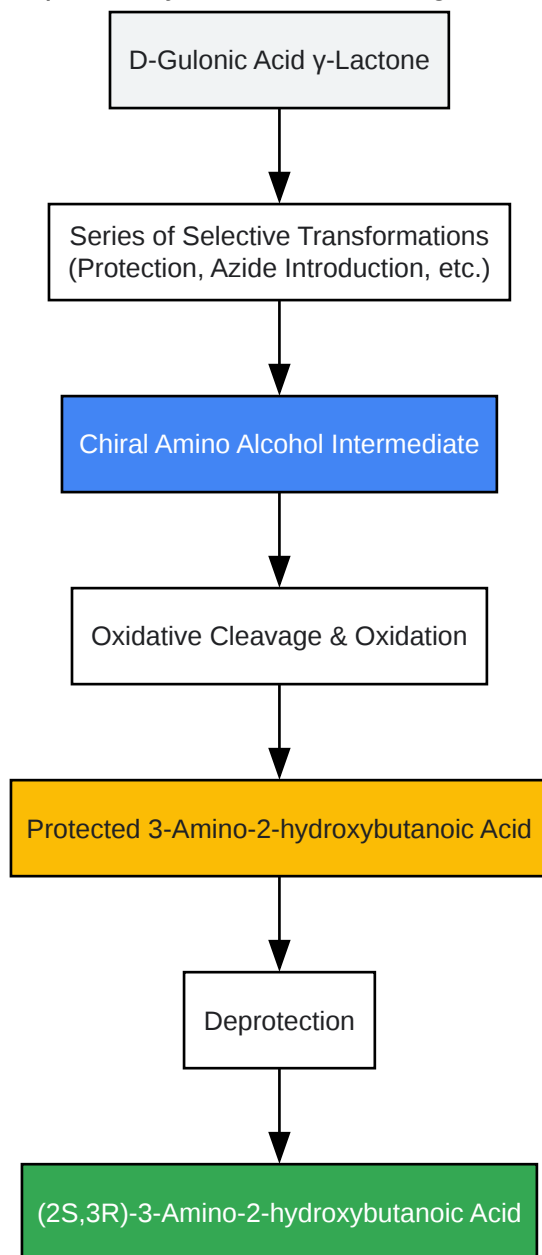 D-Gulonic Acid γ-Lactone
Series of Selective Transformations
(Protection, Azide Introduction, etc.)
Chiral Amino Alcohol Intermediate
Oxidative Cleavage & Oxidation
Protected 3-Amino-2-hydroxybutanoic Acid
Deprotection
(2S,3R)-3-Amino-2-hydroxybutanoic Acid